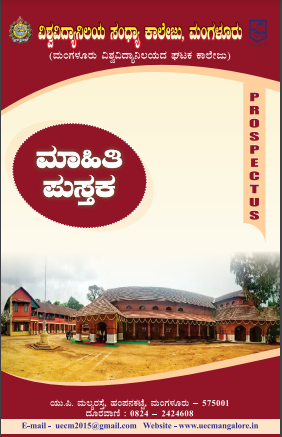 ವಿಶ್ವವಿದ್ಯಾನಿಲಯ ಸಂಧ್ಯಾ ಕಾಲೇಜು, ಮಂಗಳೂರು
(ಮಂಗಳೂರು ವಿಶ್ವವಿದ್ಯಾನಿಲಯದ ಘಟಕ ಕಾಲೇಜು)
PROSPECTUS
ಮಾಹಿತಿ
ಪುಸ್ತಕ
ಯು.ಪಿ. ಮಲ್ಯರಸ್ತೆ, ಹಂಪನಕಟ್ಟೆ, ಮಂಗಳೂರು – 575001
ದೂರವಾಣಿ : 0824 – 2424608
E-mail - uecm2015@gmail.com Website - www.uecmangalore.in